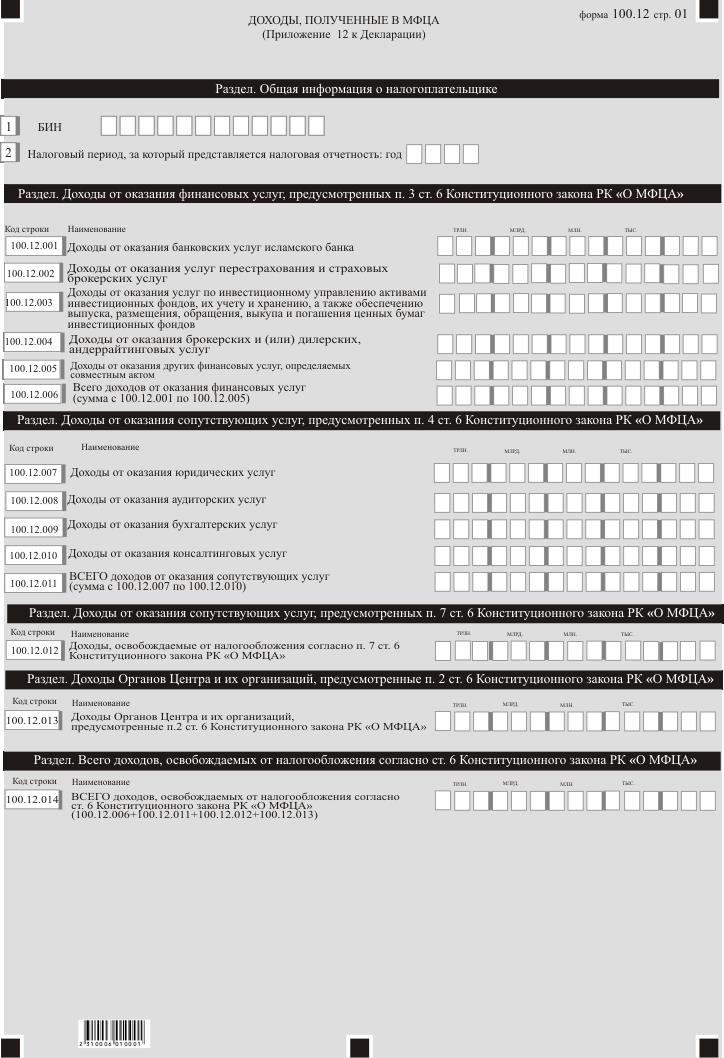 форма 100.12 стр. 01
ДОХОДЫ, ПОЛУЧЕННЫЕ В МФЦА
(Приложение 12 к Декларации)
Раздел. Общая информация о налогоплательщике
1 БИН
2 Налоговый период, за который представляется налоговая отчетность: год
Раздел. Доходы от оказания финансовых услуг, предусмотренных п. 3 ст. 6 Конституционного закона РК «О МФЦА»
Код строки Наименование ТРЛН. МЛРД. МЛН. ТЫС.
100.12.001 Доходы от оказания банковских услуг исламского банка
100.12.002 Доходы от оказания услуг перестрахования и страховых
брокерских услуг
100.12.003 Доходы от оказания услуг по инвестиционному управлению активами
инвестиционных фондов, их учету и хранению, а также обеспечению
выпуска, размещения, обращения, выкупа и погашения ценных бумаг
инвестиционных фондов
100.12.004 Доходы от оказания брокерских и (или) дилерских,
андеррайтинговых услуг
100.12.005 Доходы от оказания других финансовых услуг, определяемых
совместным актом
100.12.006 Всего доходов от оказания финансовых услуг
(сумма с 100.12.001 по 100.12.005)
Раздел. Доходы от оказания сопутствующих услуг, предусмотренных п. 4 ст. 6 Конституционного закона РК «О МФЦА»
Код строки Наименование ТРЛН. МЛРД. МЛН. ТЫС.
100.12.007 Доходы от оказания юридических услуг
100.12.008 Доходы от оказания аудиторских услуг
100.12.009 Доходы от оказания бухгалтерских услуг
100.12.010 Доходы от оказания консалтинговых услуг
100.12.011 ВСЕГО доходов от оказания сопутствующих услуг
(сумма с 100.12.007 по 100.12.010)
Раздел. Доходы от оказания сопутствующих услуг, предусмотренных п. 7 ст. 6 Конституционного закона РК «О МФЦА»
Код строки Наименование ТРЛН. МЛРД. МЛН. ТЫС.
100.12.012 Доходы, освобождаемые от налогообложения согласно п. 7 ст. 6
Конституционного закона РК «О МФЦА»
Раздел. Доходы Органов Центра и их организаций, предусмотренные п. 2 ст. 6 Конституционного закона РК «О МФЦА»
Код строки Наименование ТРЛН. МЛРД. МЛН. ТЫС.
100.12.013 Доходы Органов Центра и их организаций,
предусмотренные п.2 ст. 6 Конституционного закона РК «О МФЦА»
Раздел. Всего доходов, освобождаемых от налогообложения согласно ст. 6 Конституционного закона РК «О МФЦА»
Код строки Наименование ТРЛН. МЛРД. МЛН. ТЫС.
100.12.014 ВСЕГО доходов, освобождаемых от налогообложения согласно
ст. 6 Конституционного закона РК «О МФЦА»
(100.12.006+100.12.011+100.12.012+100.12.013)
2 310006 010001